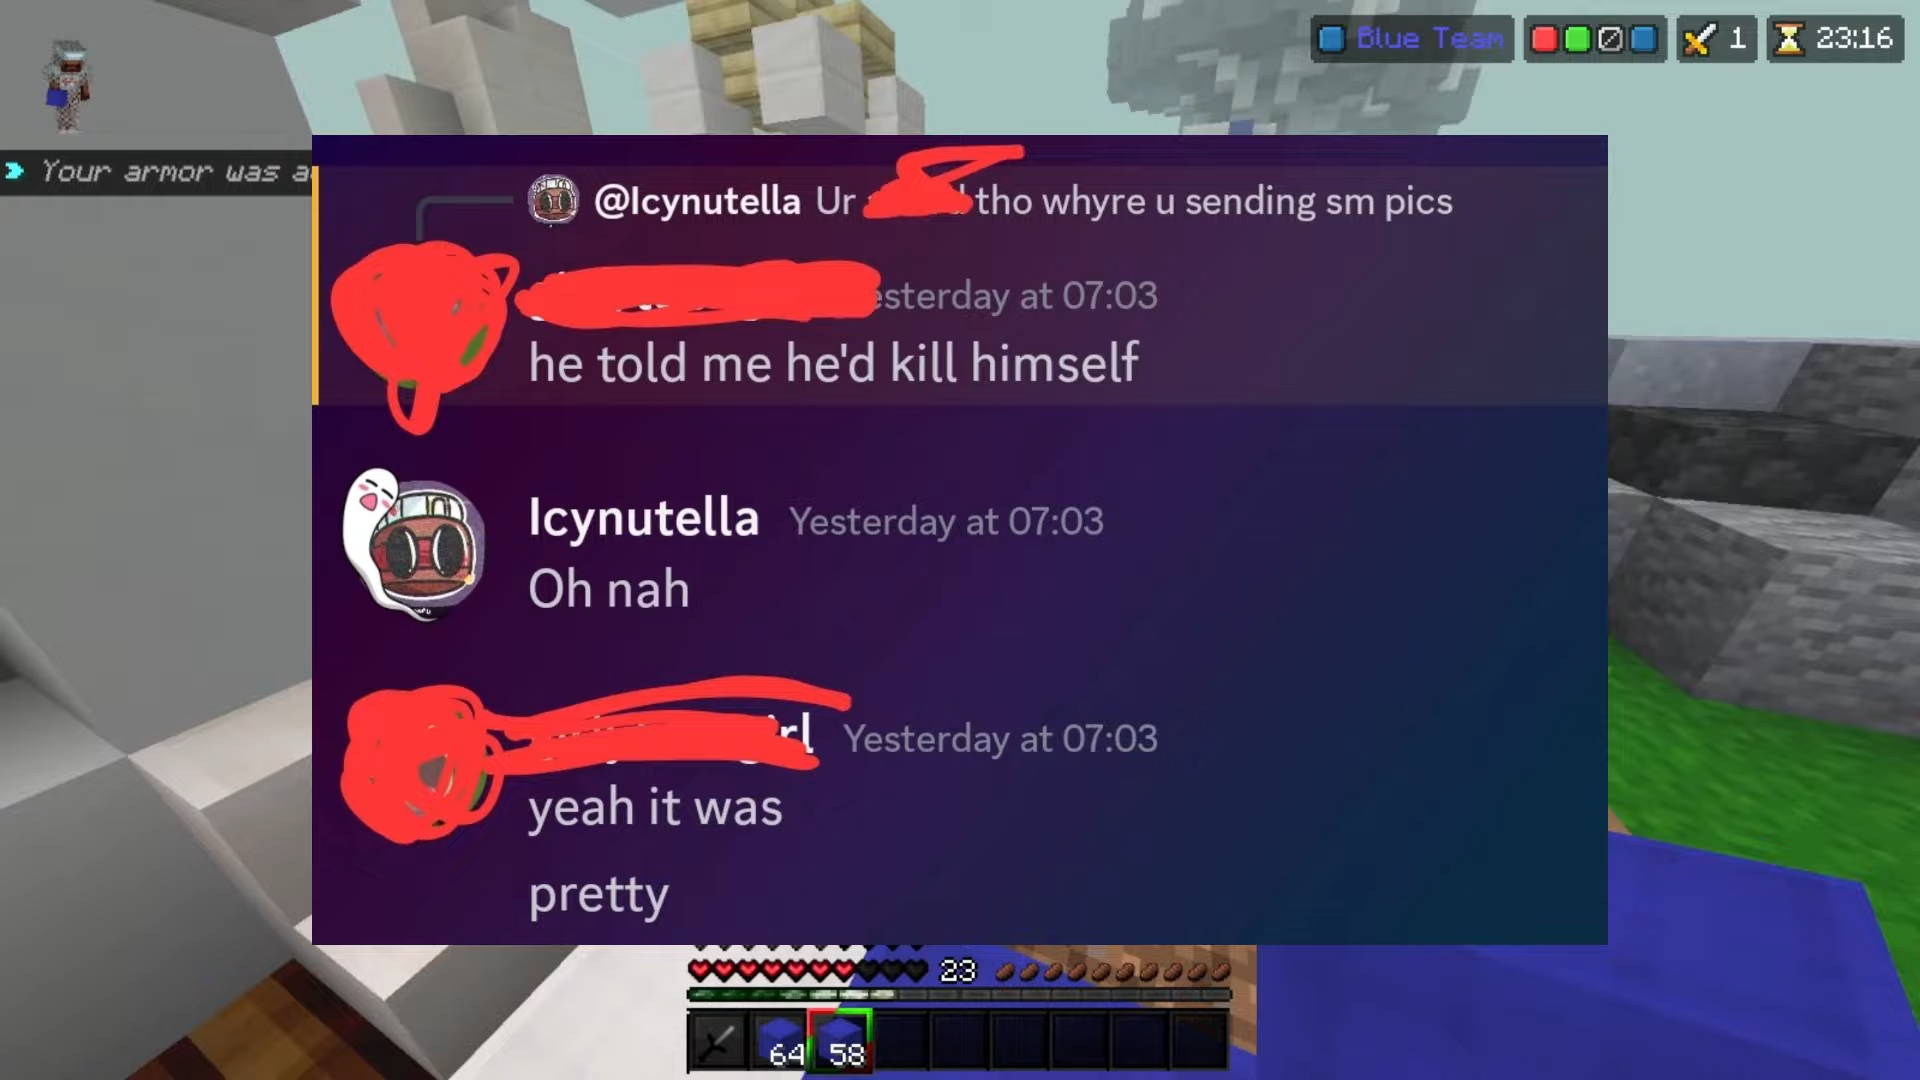 Blue Team
1
23:16
Your armor was a
@Icynutella Ur tho whyre u sending sm pics
esterday at 07:03
he told me he'd kill himself
Icynutella Yesterday at 07:03
Oh nah
rl Yesterday at 07:03
yeah it was
pretty
23
64 58